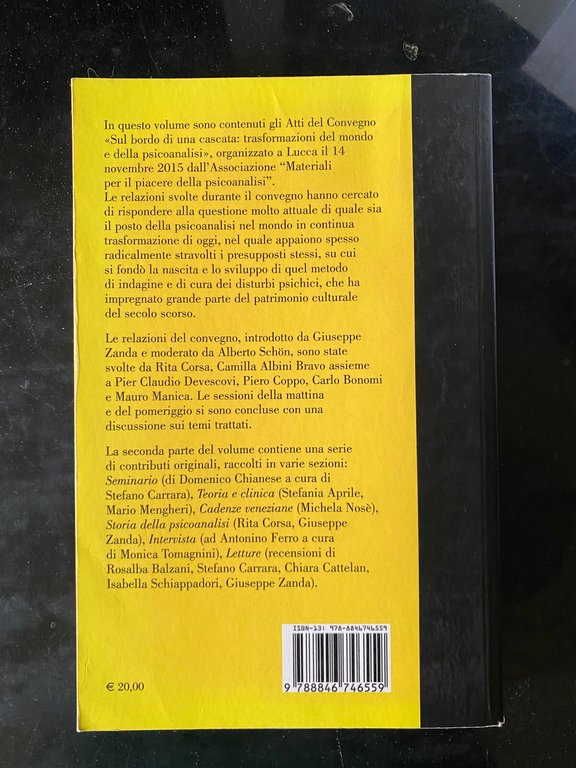 In questo volume sono contenuti gli Atti del Convegno
«Sul bordo di una cascata: trasformazioni del mondo
e della psicoanalisi», organizzato a Lucca il 14
novembre 2015 dall'Associazione “Materiali
per il piacere della psicoanalisi”.
Le relazioni svolte durante il convegno hanno cercato
di rispondere alla questione molto attuale di quale sia
il posto della psicoanalisi nel mondo in continua
trasformazione di oggi, nel quale appaiono spesso
radicalmente stravolti i presupposti stessi, su cui
si fondò la nascita e lo sviluppo di quel metodo
di indagine e di cura dei disturbi psichici, che ha
impregnato grande parte del patrimonio culturale
del secolo scorso.
Le relazioni del convegno, introdotto da Giuseppe
Zanda e moderato da Alberto Schön, sono state
svolte da Rita Corsa, Camilla Albini Bravo assieme
a Pier Claudio Devescovi, Piero Coppo, Carlo Bonomi
e Mauro Manica. Le sessioni della mattina
e del pomeriggio si sono concluse con una
discussione sui temi trattati.
La seconda parte del volume contiene una serie
di contributi originali, raccolti in varie sezioni:
Seminario (di Domenico Chianese a cura di
Stefano Carrara), Teoria e clinica (Stefania Aprile,
Mario Mengheri), Cadenze veneziane (Michela Nosè),
Storia della psicoanalisi (Rita Corsa, Giuseppe
Zanda), Intervista (ad Antonino Ferro a cura
di Monica Tomagnini), Letture (recensioni di
Rosalba Balzani, Stefano Carrara, Chiara Cattelan,
Isabella Schiappadori, Giuseppe Zanda).
ISBN-13: 978-8846746559
9 788846 746559
€ 20,00